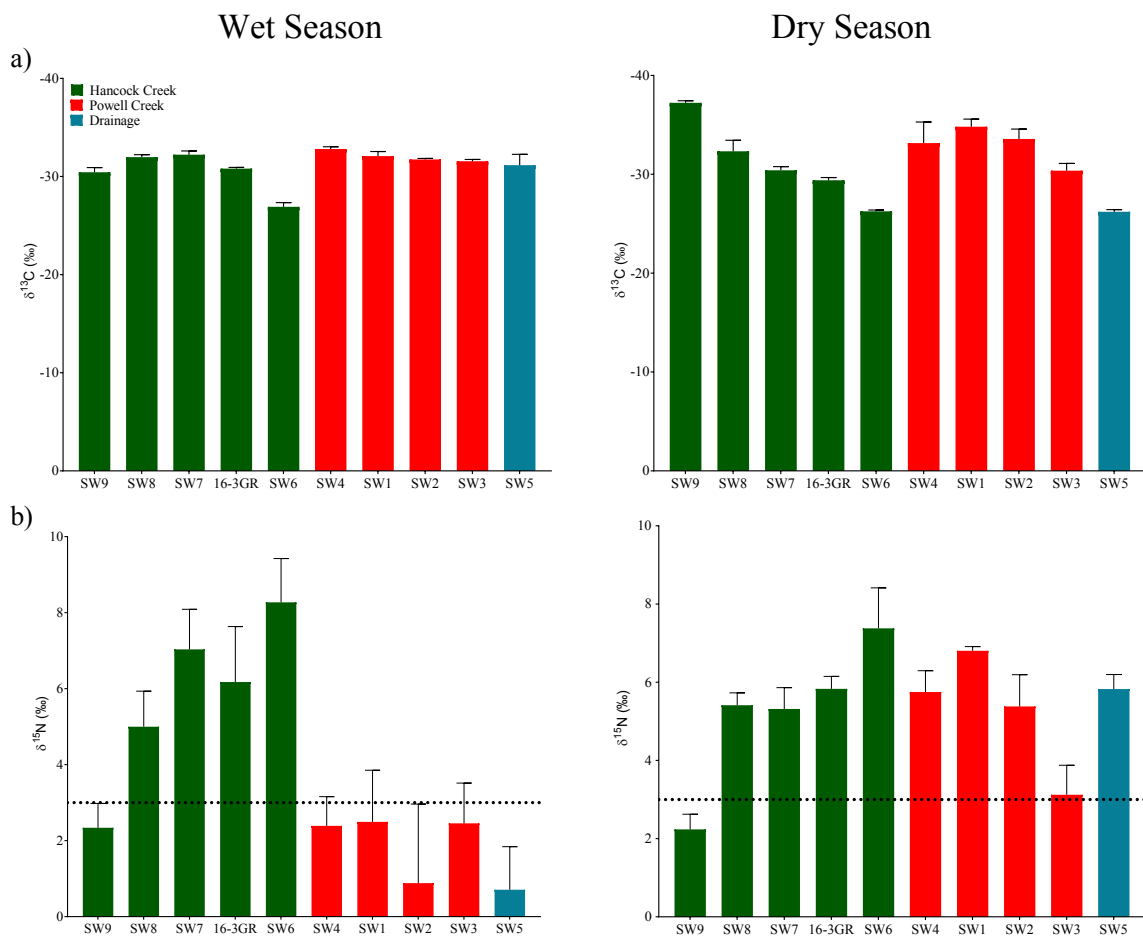 Wet Season
Dry Season
a)
Hancock Creek
Powell Creek
Drainage
-40
-30
-20
-10
0
δ13C (‰)
SW9 SW8 SW7 16-3GR SW6 SW4 SW1 SW2 SW3 SW5
-40
-30
-20
-10
0
δ13C (‰)
SW9 SW8 SW7 16-3GR SW6 SW4 SW1 SW2 SW3 SW5
b)
10
8
6
4
2
0
δ15N (‰)
SW9 SW8 SW7 16-3GR SW6 SW4 SW1 SW2 SW3 SW5
10
8
6
4
2
0
δ15N (‰)
SW9 SW8 SW7 16-3GR SW6 SW4 SW1 SW2 SW3 SW5